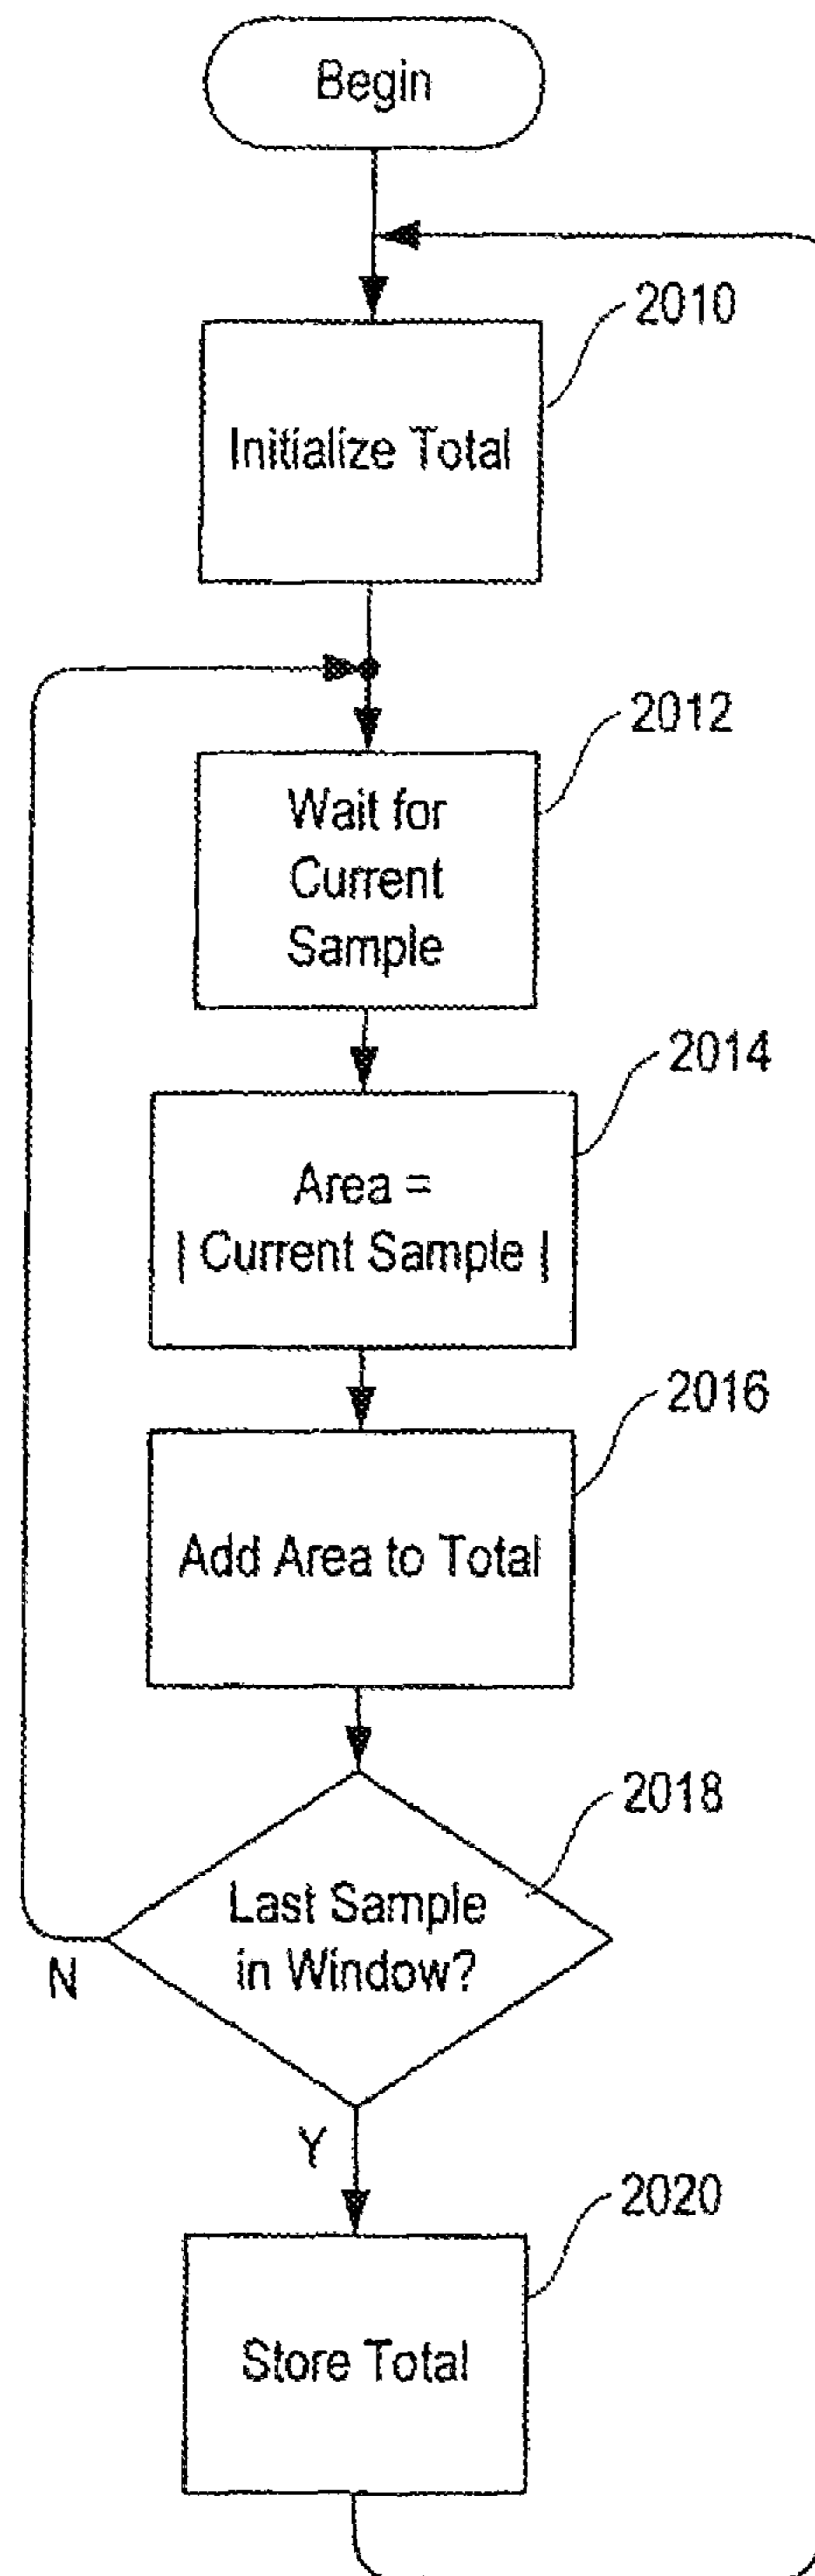 Begin
2010
Initialize Total
2012
Wait for
Current
Sample
2014
Area =
| Current Sample |
2016
Add Area to Total
2018
Last Sample
in Window?
N
Y
2020
Store Total